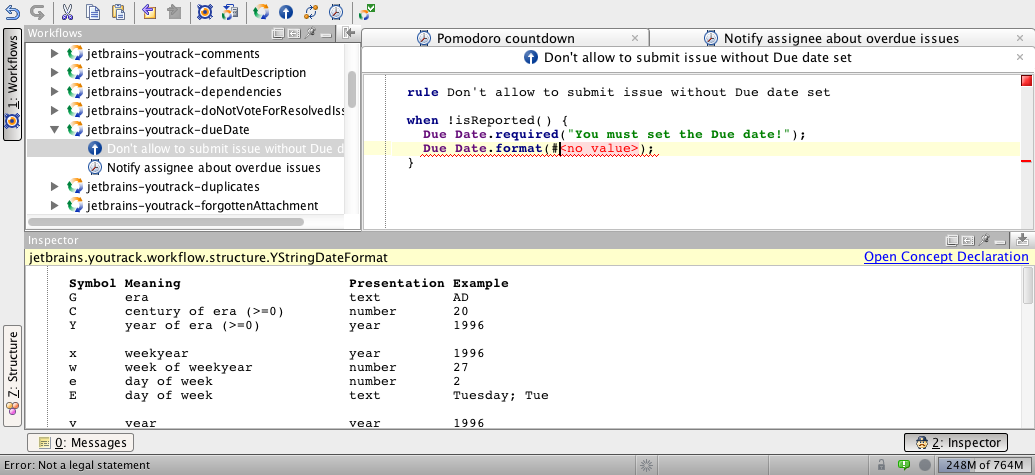 Workflows
1: Workflows
jetbrains-youtrack-comments
jetbrains-youtrack-defaultDescription
jetbrains-youtrack-dependencies
jetbrains-youtrack-doNotVoteForResolvedIss
jetbrains-youtrack-dueDate
Don't allow to submit issue without Due d
Notify assignee about overdue issues
jetbrains-youtrack-duplicates
jetbrains-youtrack-forgottenAttachment
Pomodoro countdown
Notify assignee about overdue issues
Don't allow to submit issue without Due date set
rule Don't allow to submit issue without Due date set
when !isReported() {
Due Date.required("You must set the Due date!");
Due Date.format(#<no value>);
}
Inspector
jetbrains.youtrack.workflow.structure.YStringDateFormat
Open Concept Declaration
Symbol Meaning Presentation Example
G era text AD
C century of era (>=0) number 20
Y year of era (>=0) year 1996
x weekyear year 1996
w week of weekyear number 27
e day of week number 2
E day of week text Tuesday; Tue
y year year 1996
Z: Structure
0: Messages
2: Inspector
Error: Not a legal statement
248M of 764M